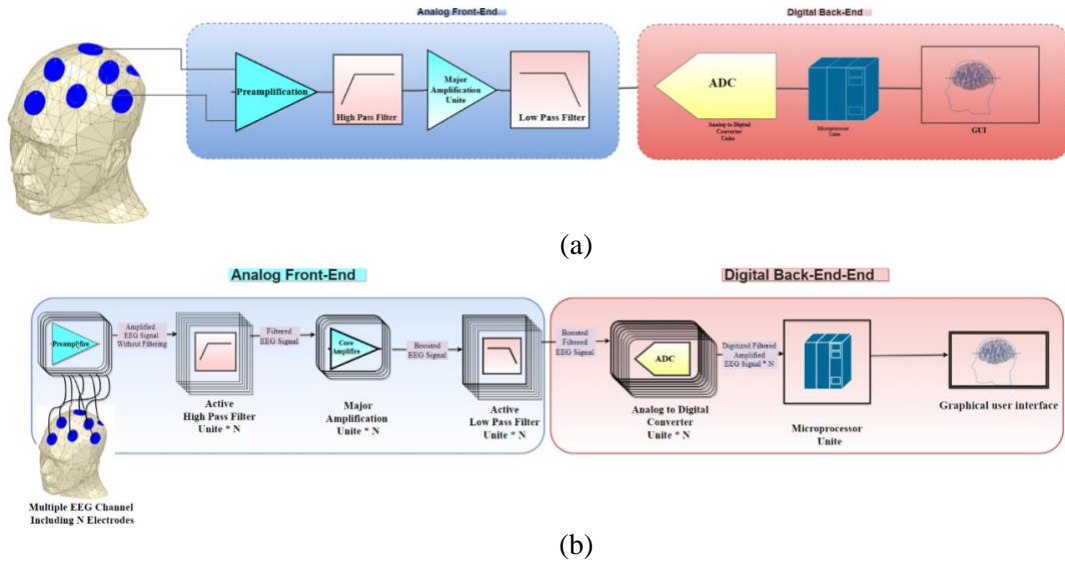 Analog Front-End
Digital Back-End
Preamplification
High Pass Filter
Major
Amplification
Unite
Low Pass Filter
ADC
Analog to Digital
Converter
Unite
Microprocessor
Unite
GUI
(a)
Analog Front-End
Digital Back-End-End
Preamplfire
Amplified
EEG Signal
Without Filtering
Filtered
EEG Signal
Core
Amplifire
Boosted
EEG Signal
Boosted
Filtered
EEG Signal
ADC
Digitized Filtered
Amplified
EEG Signal * N
Active
High Pass Filter
Unite * N
Major
Amplification
Unite * N
Active
Low Pass Filter
Unite * N
Analog to Digital
Converter
Unite * N
Microprocessor
Unite
Graphical user interface
Multiple EEG Channel
Including N Electrodes
(b)